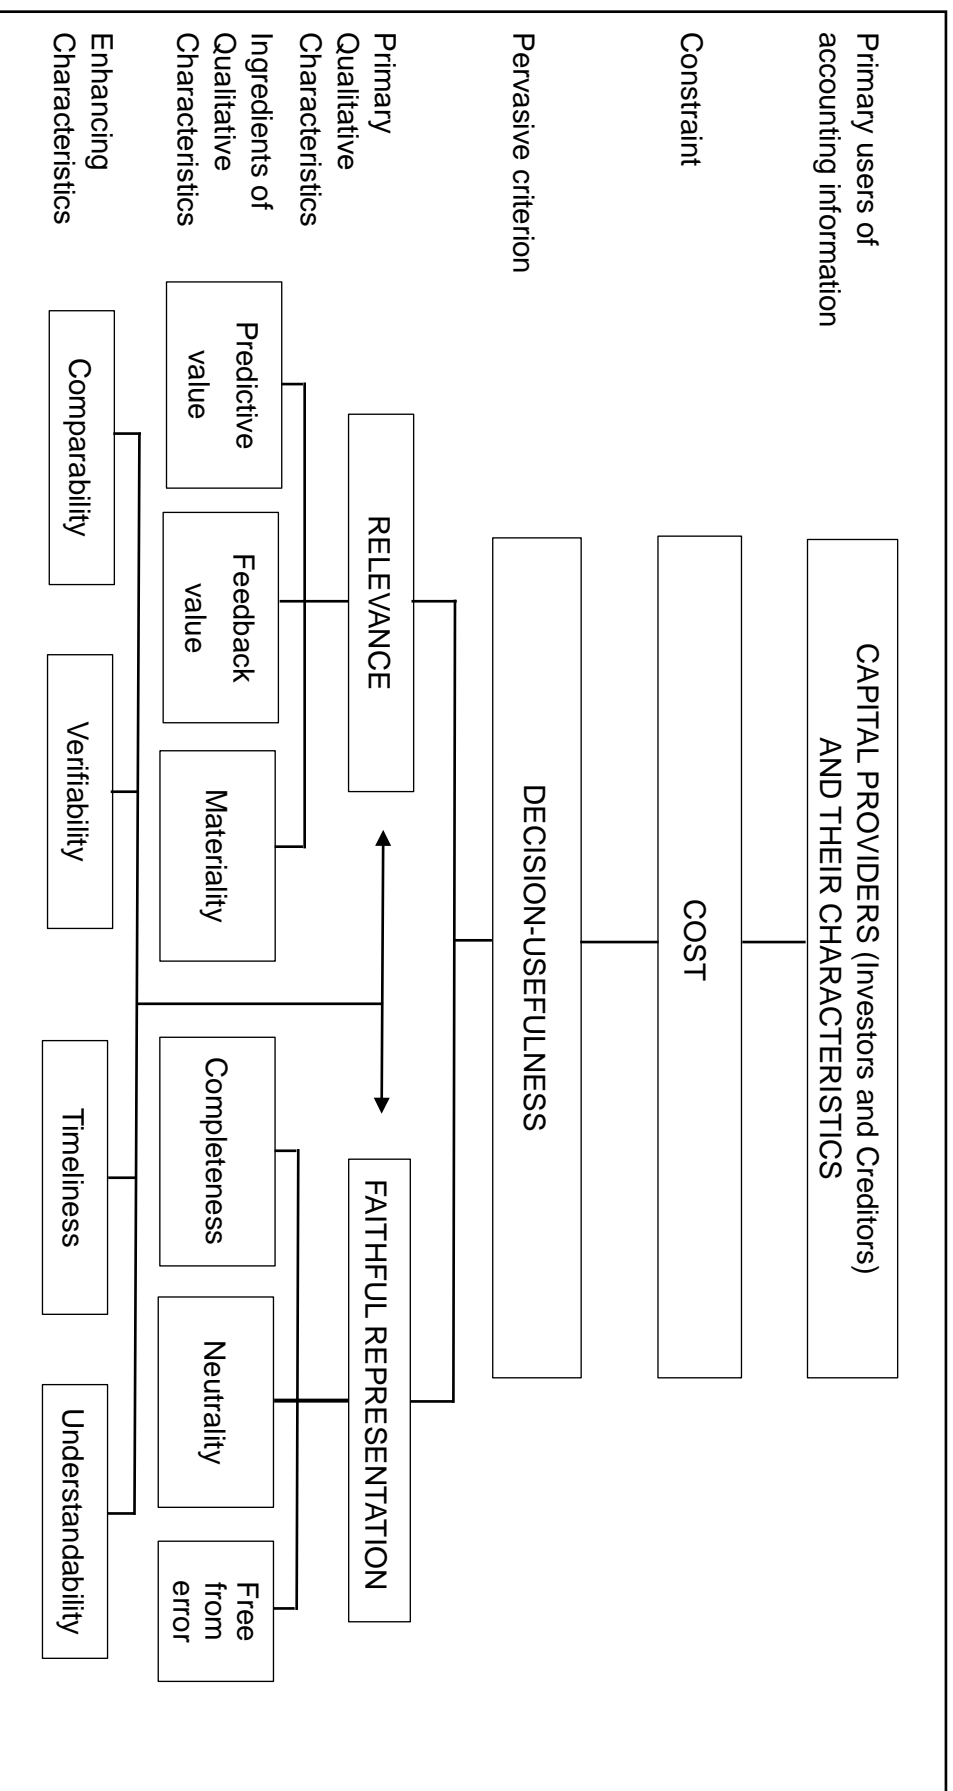 Primary users of
accounting information
CAPITAL PROVIDERS (Investors and Creditors)
AND THEIR CHARACTERISTICS
Constraint
COST
Pervasive criterion
DECISION-USEFULNESS
Primary
Qualitative
Characteristics
RELEVANCE
FAITHFUL REPRESENTATION
Ingredients of
Qualitative
Characteristics
Predictive
value
Feedback
value
Materiality
Completeness
Neutrality
Free
from
error
Enhancing
Characteristics
Comparability
Verifiability
Timeliness
Understandability